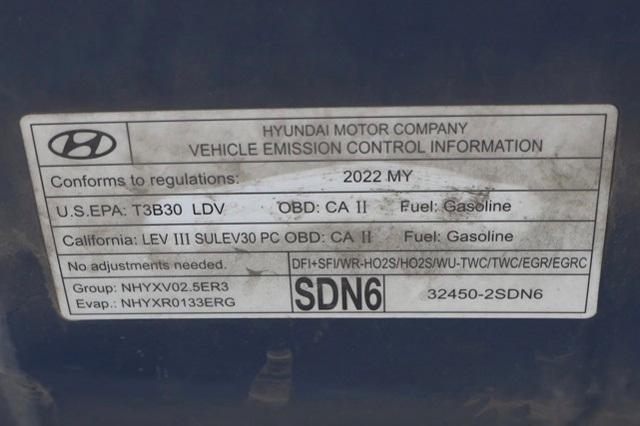 HYUNDAI MOTOR COMPANY
VEHICLE EMISSION CONTROL INFORMATION
Conforms to regulations: 2022 MY
U.S.EPA: T3B30 LDV OBD: CA II Fuel: Gasoline
California: LEV III SULEV30 PC OBD: CA II Fuel: Gasoline
No adjustments needed. DFI+SFI/WR-HO2S/HO2S/WU-TWC/TWC/EGR/EGRC
Group: NHYXV02.5ER3
Evap.: NHYXR0133ERG
SDN6
32450-2SDN6